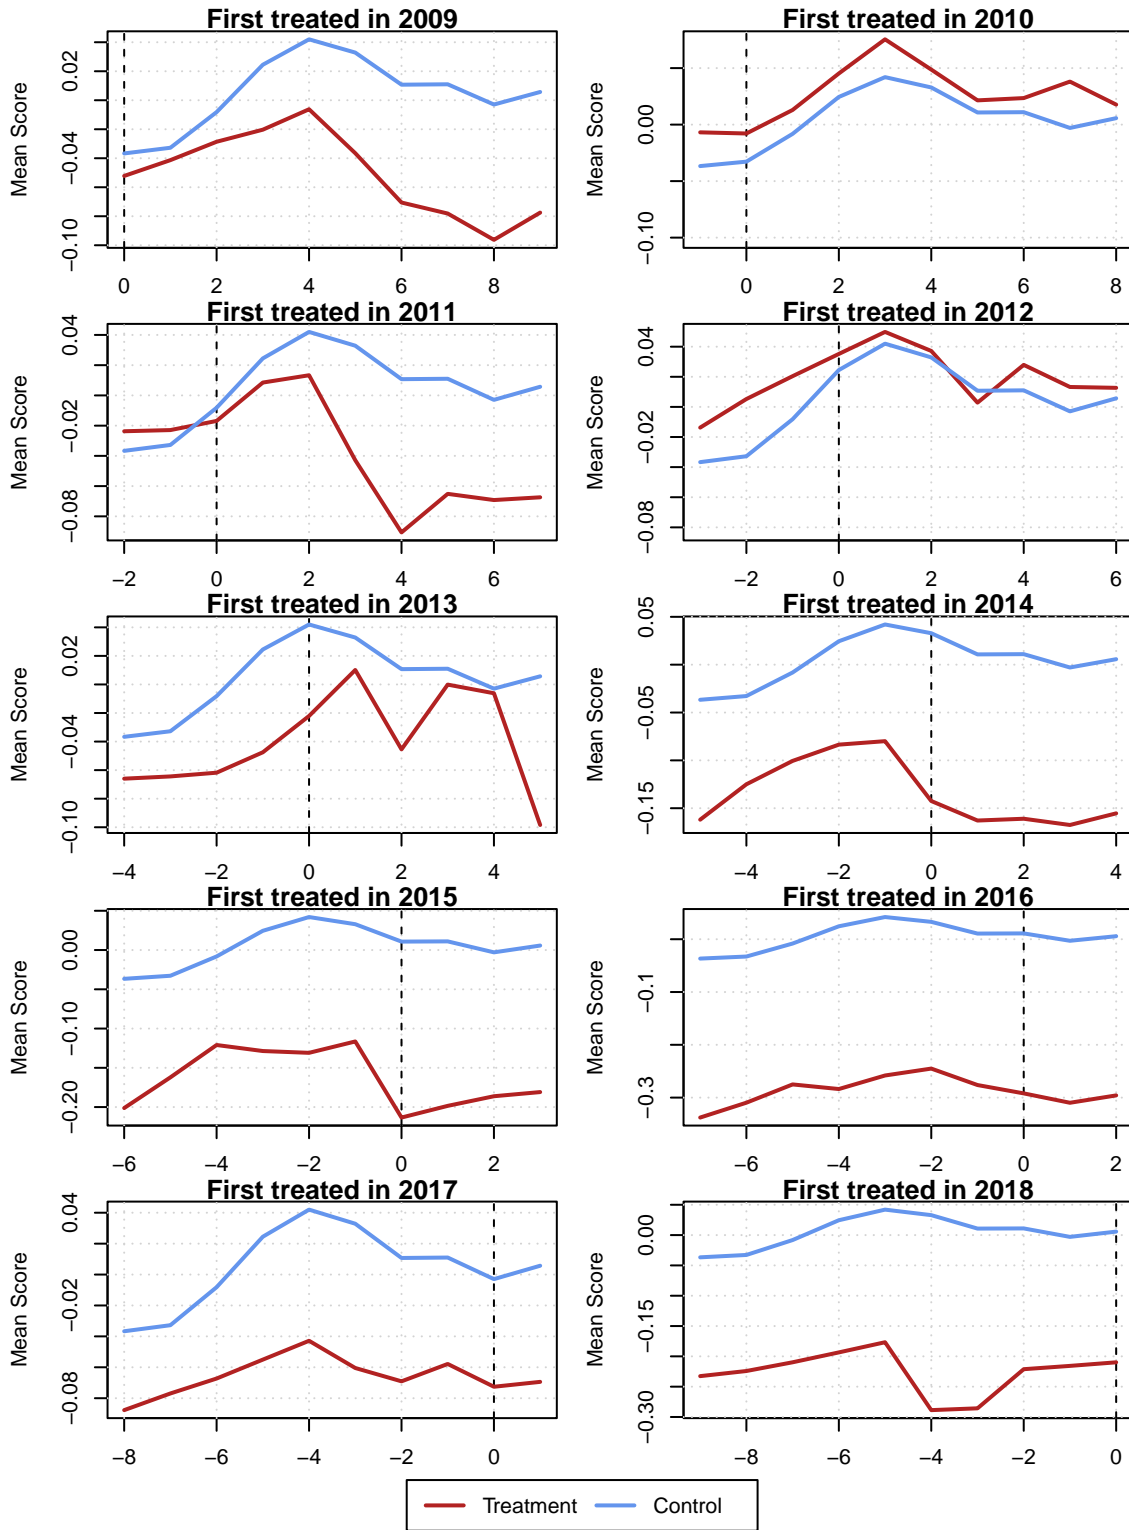 First treated in 2009
Mean Score
0.02
−0.04
−0.10
0 2 4 6 8
First treated in 2010
Mean Score
0.00
−0.10
0 2 4 6 8
First treated in 2011
Mean Score
0.04
−0.02
−0.08
−2 0 2 4 6
First treated in 2012
Mean Score
0.04
−0.02
−0.08
−2 0 2 4 6
First treated in 2013
Mean Score
0.02
−0.04
−0.10
−4 −2 0 2 4
First treated in 2014
Mean Score
0.05
−0.05
−0.15
−4 −2 0 2 4
First treated in 2015
Mean Score
0.00
−0.10
−0.20
−6 −4 −2 0 2
First treated in 2016
Mean Score
−0.1
−0.3
−6 −4 −2 0 2
First treated in 2017
Mean Score
0.04
−0.02
−0.08
−8 −6 −4 −2 0
First treated in 2018
Mean Score
0.00
−0.15
−0.30
−8 −6 −4 −2 0
Treatment Control